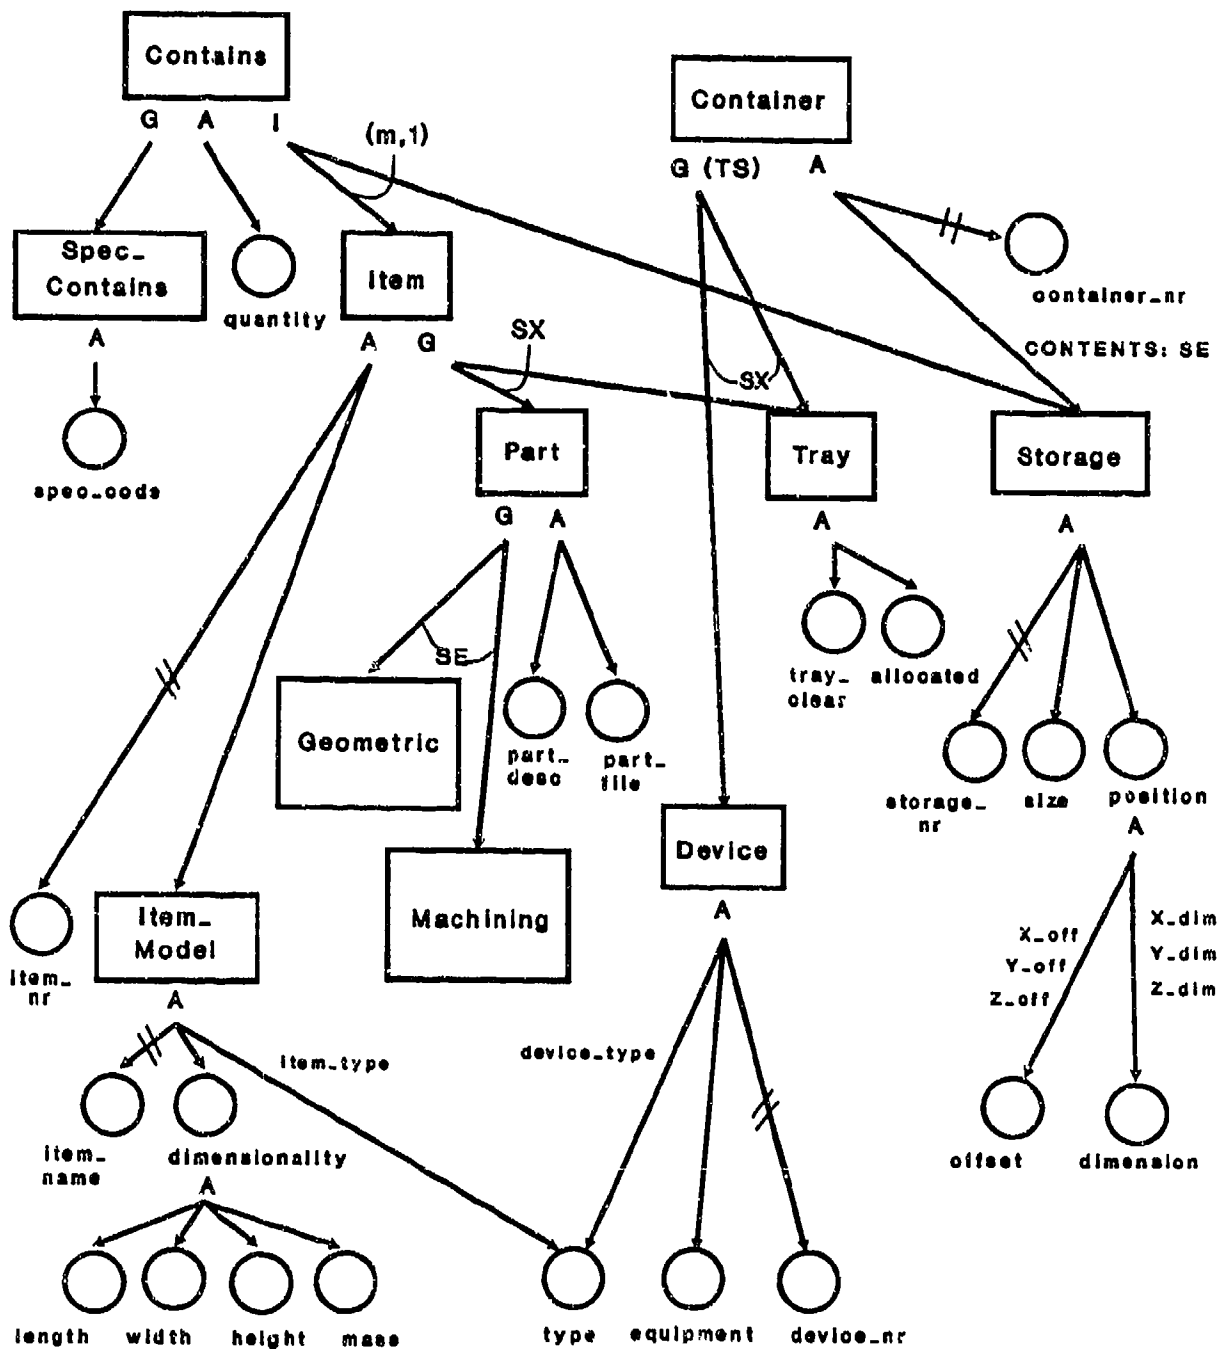 Contains
Container
G A I
(m,1)
G (TS) A
Spec_
Contains
Item
quantity
container_nr
A
A G
SX
CONTENTS: SE
SX
Part
Tray
Storage
spec_code
G A
A
A
SE
tray_
clear
allocated
Geometric
part_
desc
part_
file
storage_
nr
size
position
A
Device
Item_
Model
Machining
A
X_off
Y_off
Z_off
X_dim
Y_dim
Z_dim
item_
nr
A
item_type
device_type
item_
name
dimensionality
A
offset
dimension
length
width
height
mass
type
equipment
device_nr